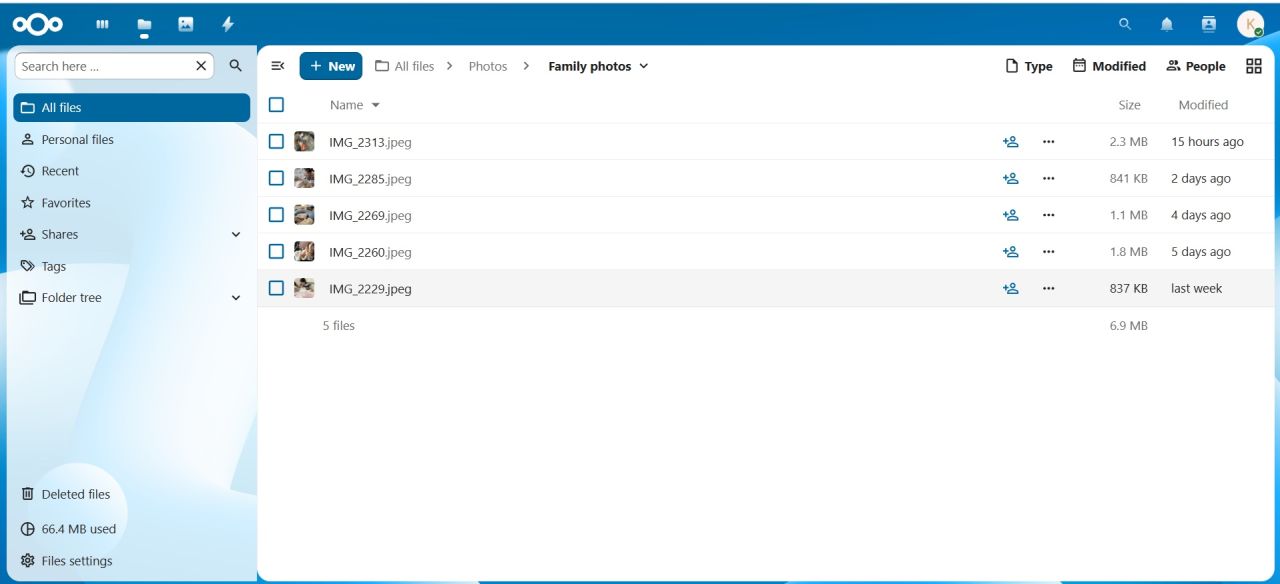 K
Search here ...
New
All files
Photos
Family photos
Type
Modified
People
All files
Personal files
Recent
Favorites
Shares
Tags
Folder tree
Deleted files
66.4 MB used
Files settings
Name Size Modified
IMG_2313.jpeg 2.3 MB 15 hours ago
IMG_2285.jpeg 841 KB 2 days ago
IMG_2269.jpeg 1.1 MB 4 days ago
IMG_2260.jpeg 1.8 MB 5 days ago
IMG_2229.jpeg 837 KB last week
5 files 6.9 MB